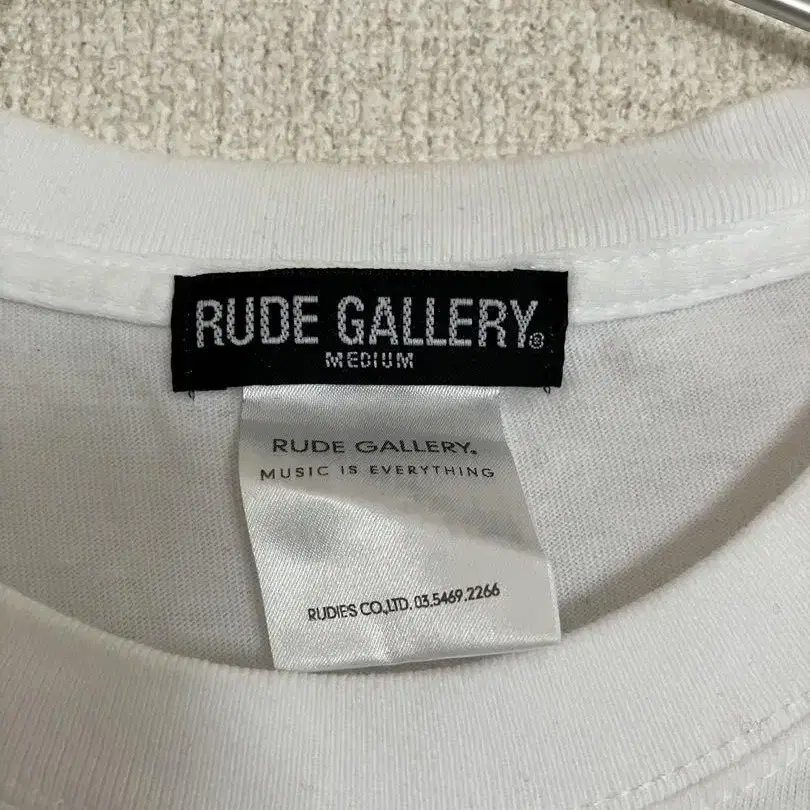 RUDE GALLERY®
MEDIUM
RUDE GALLERY.
MUSIC IS EVERYTHING
RUDIES CO.,LTD. 03.5469.2266